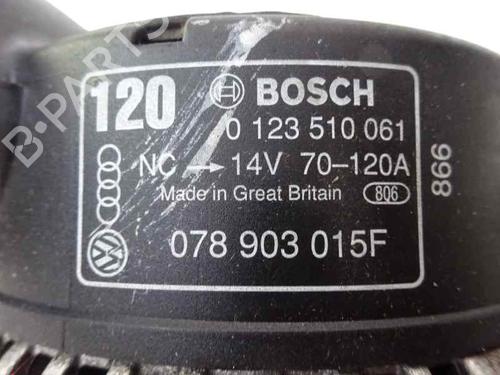 120 BOSCH
0 123 510 061
NC → 14V 70-120A
Made in Great Britain 806
078 903 015F
866
B-PARTS